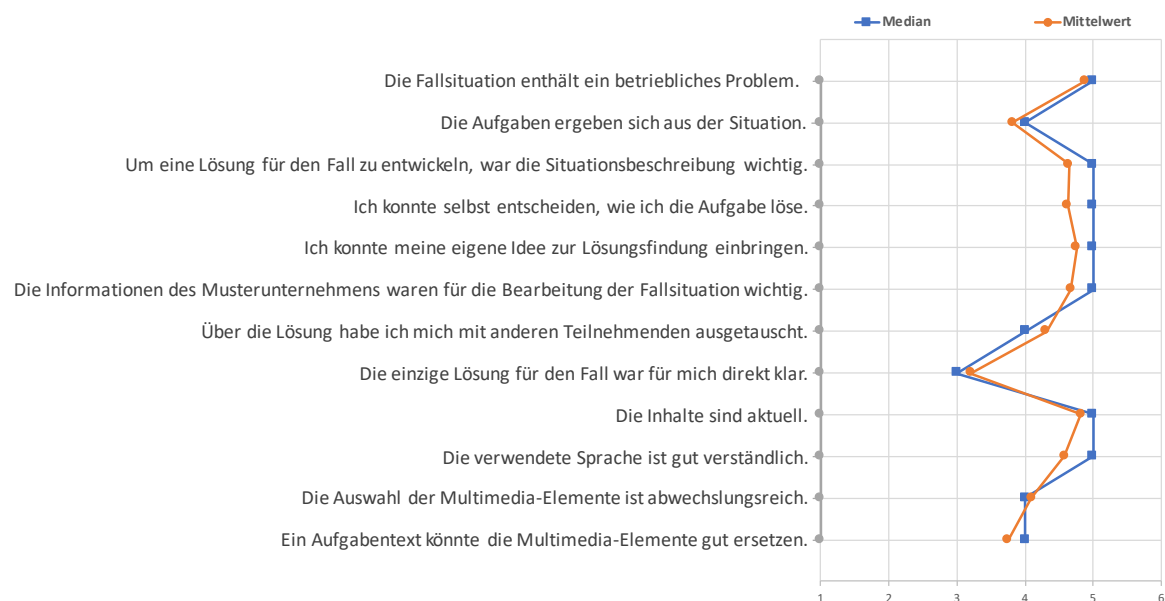 Median Mittelwert
Die Fallsituation enthält ein betriebliches Problem.
Die Aufgaben ergeben sich aus der Situation.
Um eine Lösung für den Fall zu entwickeln, war die Situationsbeschreibung wichtig.
Ich konnte selbst entscheiden, wie ich die Aufgabe löse.
Ich konnte meine eigene Idee zur Lösungsfindung einbringen.
Die Informationen des Musterunternehmens waren für die Bearbeitung der Fallsituation wichtig.
Über die Lösung habe ich mich mit anderen Teilnehmenden ausgetauscht.
Die einzige Lösung für den Fall war für mich direkt klar.
Die Inhalte sind aktuell.
Die verwendete Sprache ist gut verständlich.
Die Auswahl der Multimedia-Elemente ist abwechslungsreich.
Ein Aufgabentext könnte die Multimedia-Elemente gut ersetzen.
1 2 3 4 5 6